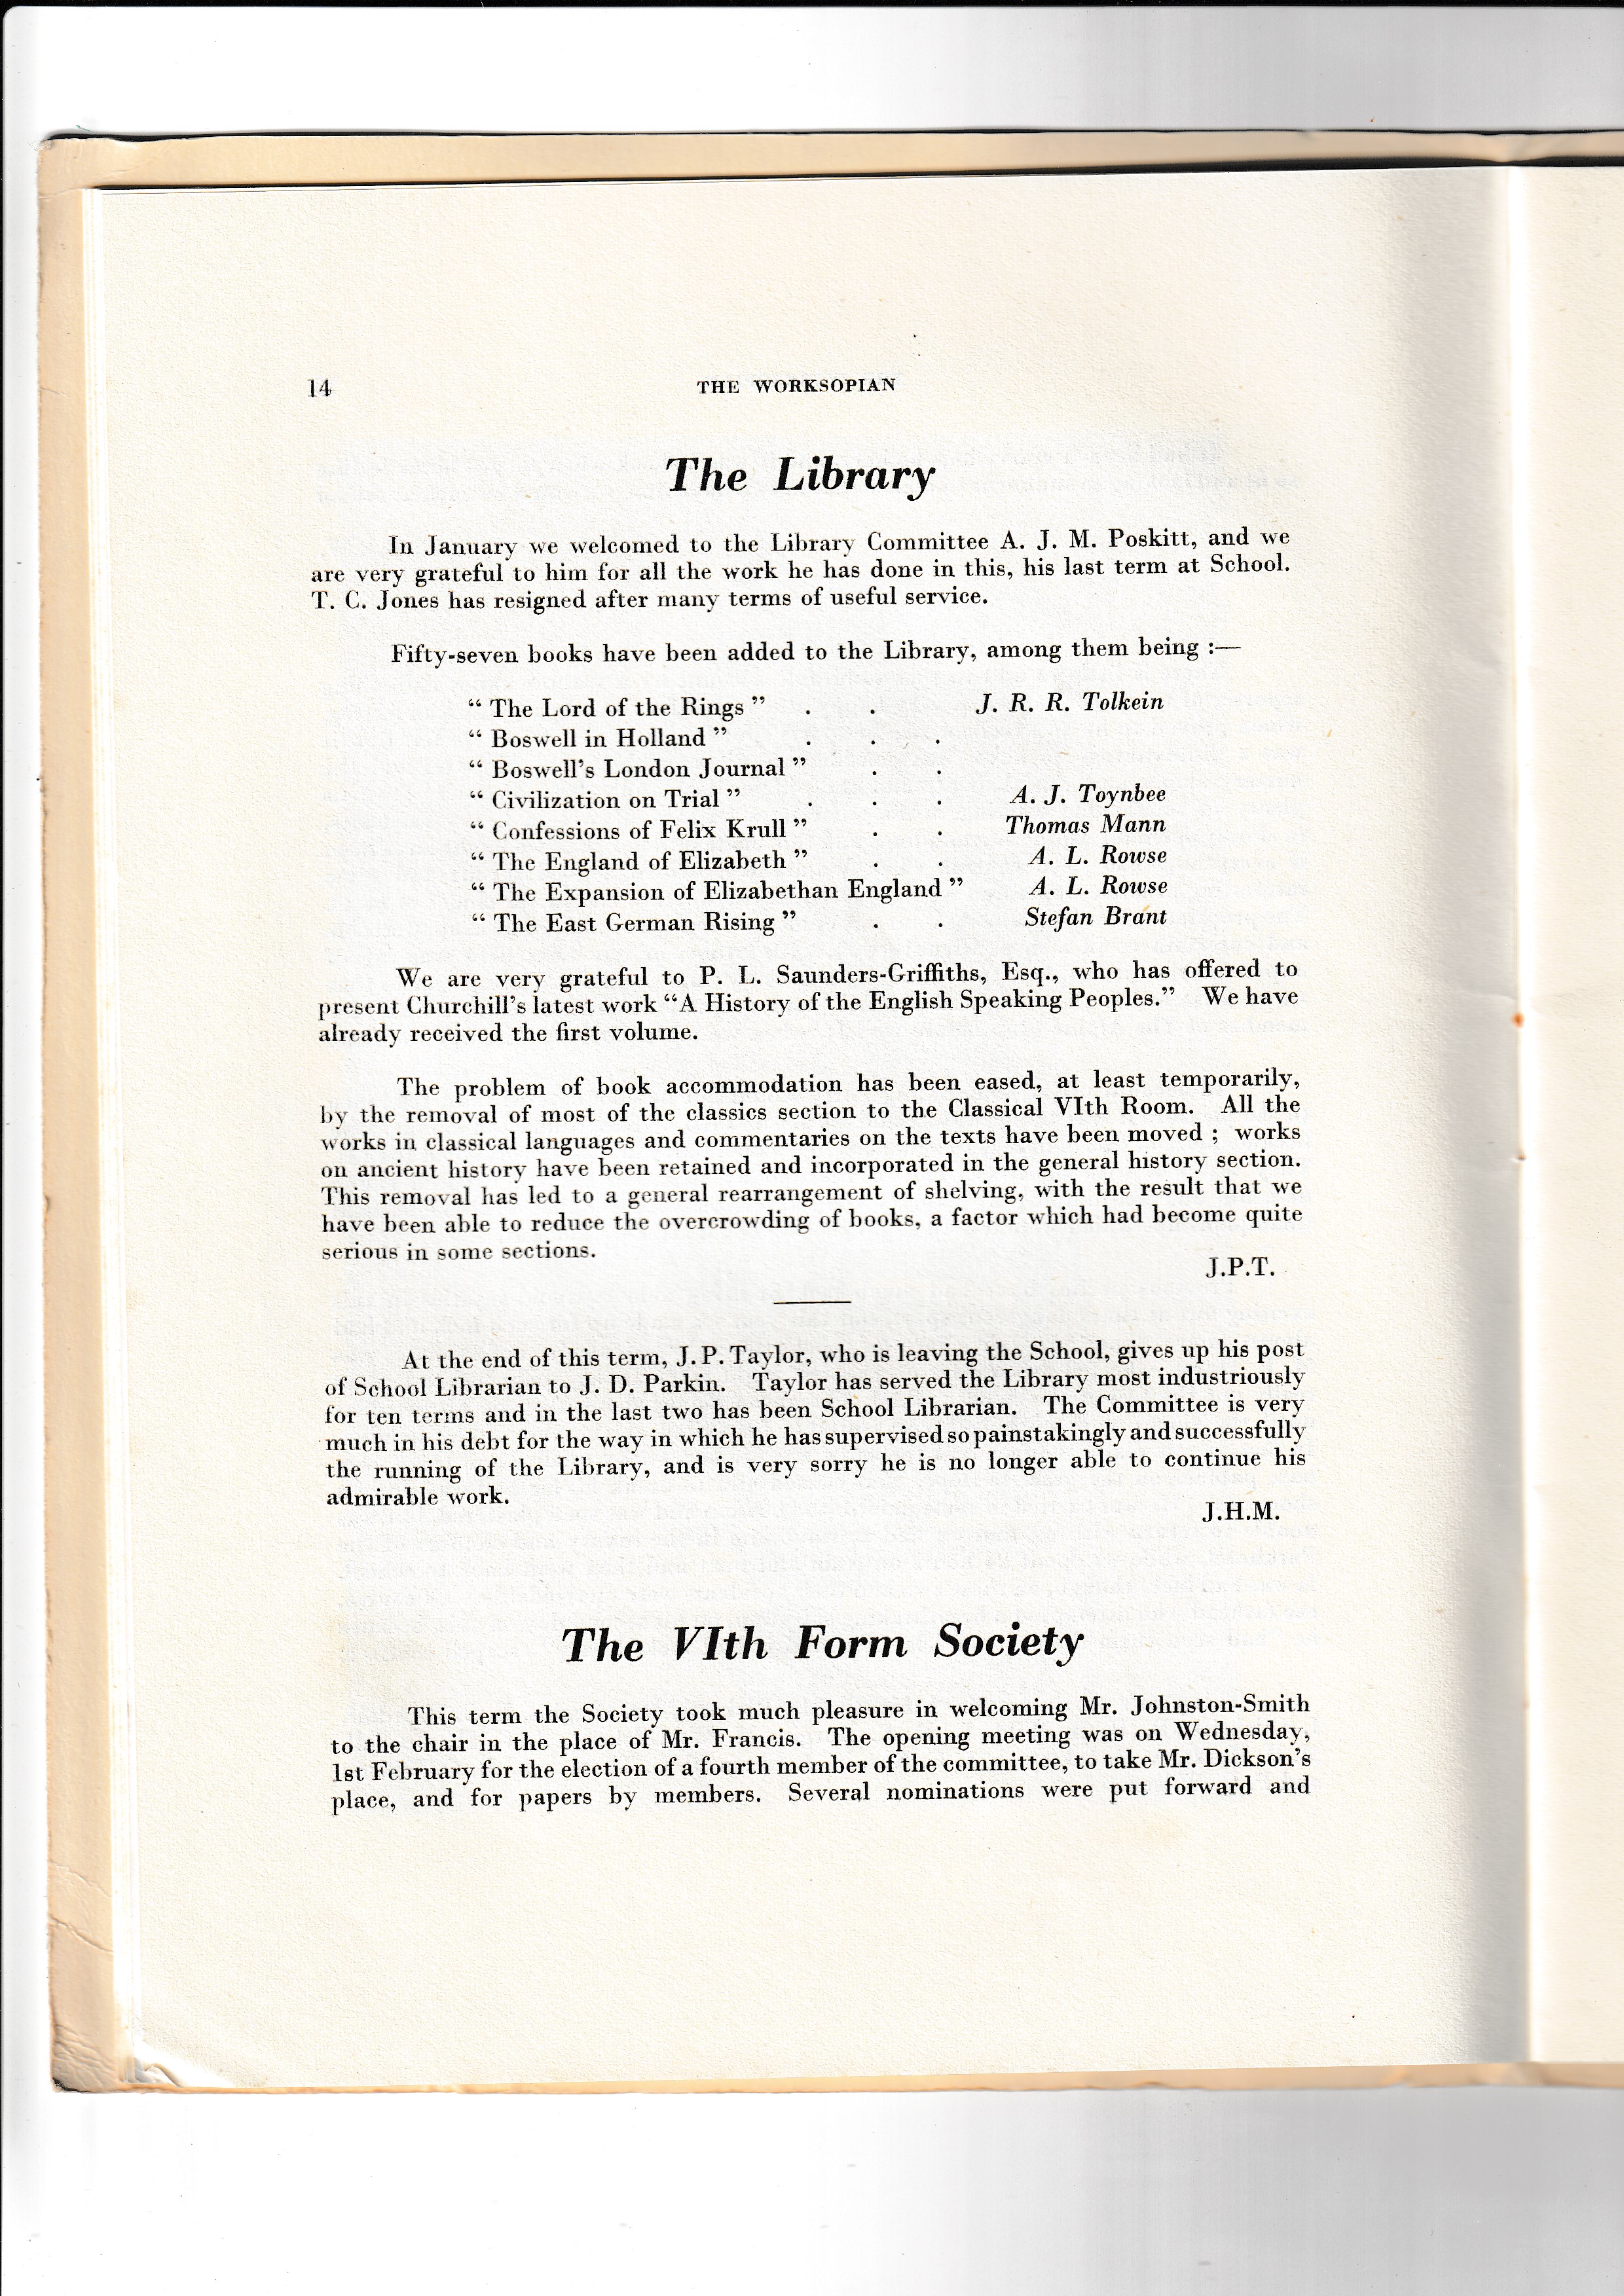 14 THE WORKSOPIAN
The Library
In January we welcomed to the Library Committee A. J. M. Poskitt, and we
are very grateful to him for all the work he has done in this, his last term at School.
T. C. Jones has resigned after many terms of useful service.
Fifty-seven books have been added to the Library, among them being :—
“ The Lord of the Rings ” . . J. R. R. Tolkein
“ Boswell in Holland ” . . .
“ Boswell’s London Journal ” . .
“ Civilization on Trial ” . . . A. J. Toynbee
“ Confessions of Felix Krull ” . . Thomas Mann
“ The England of Elizabeth ” . . A. L. Rowse
“ The Expansion of Elizabethan England ” A. L. Rowse
“ The East German Rising ” . . Stefan Brant
We are very grateful to P. L. Saunders-Griffiths, Esq., who has offered to
present Churchill’s latest work “A History of the English Speaking Peoples.” We have
already received the first volume.
The problem of book accommodation has been eased, at least temporarily,
by the removal of most of the classics section to the Classical VIth Room. All the
works in classical languages and commentaries on the texts have been moved ; works
on ancient history have been retained and incorporated in the general history section.
This removal has led to a general rearrangement of shelving, with the result that we
have been able to reduce the overcrowding of books, a factor which had become quite
serious in some sections.
J.P.T.
At the end of this term, J. P. Taylor, who is leaving the School, gives up his post
of School Librarian to J. D. Parkin. Taylor has served the Library most industriously
for ten terms and in the last two has been School Librarian. The Committee is very
much in his debt for the way in which he has supervised so painstakingly and successfully
the running of the Library, and is very sorry he is no longer able to continue his
admirable work.
J.H.M.
The VIth Form Society
This term the Society took much pleasure in welcoming Mr. Johnston-Smith
to the chair in the place of Mr. Francis. The opening meeting was on Wednesday,
1st February for the election of a fourth member of the committee, to take Mr. Dickson’s
place, and for papers by members. Several nominations were put forward and